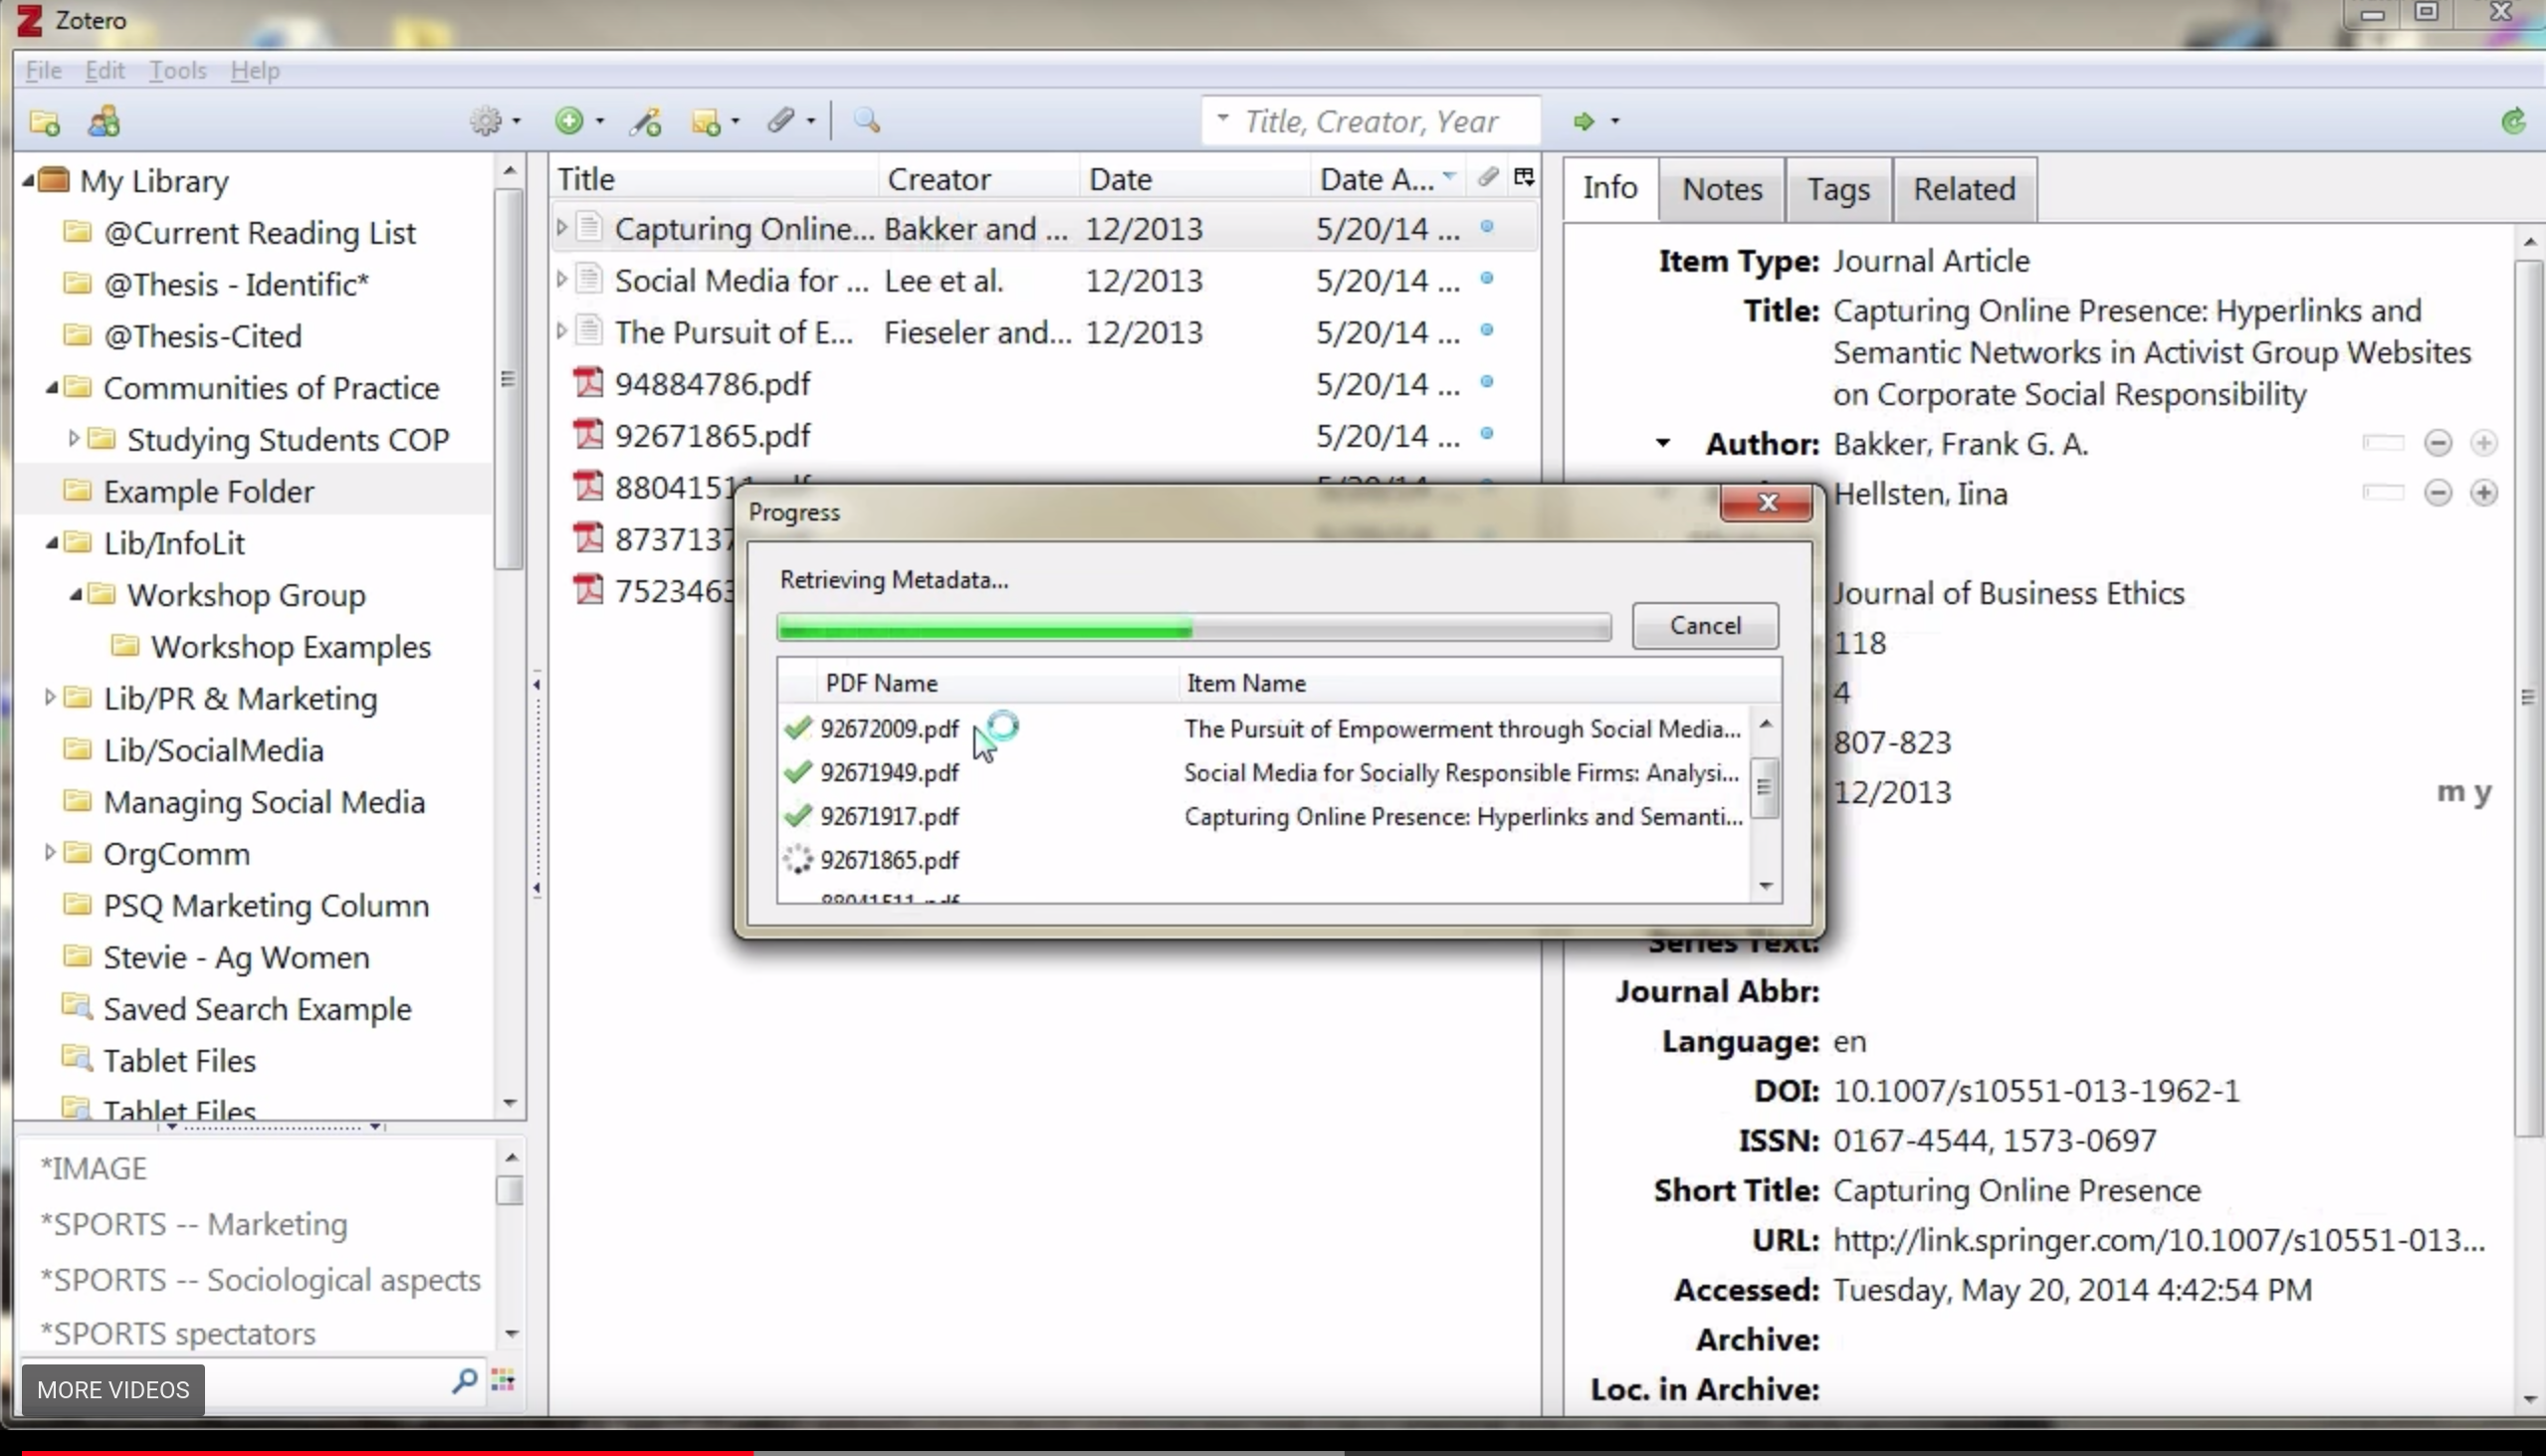 Zotero
File Edit Tools Help
Title, Creator, Year
My Library
@Current Reading List
@Thesis - Identific*
@Thesis-Cited
Communities of Practice
Studying Students COP
Example Folder
Lib/InfoLit
Workshop Group
Workshop Examples
Lib/PR & Marketing
Lib/SocialMedia
Managing Social Media
OrgComm
PSQ Marketing Column
Stevie - Ag Women
Saved Search Example
Tablet Files
Tablet Files
*IMAGE
*SPORTS -- Marketing
*SPORTS -- Sociological aspects
*SPORTS spectators
MORE VIDEOS
Title Creator Date Date A...
Capturing Online... Bakker and ... 12/2013 5/20/14 ...
Social Media for ... Lee et al. 12/2013 5/20/14 ...
The Pursuit of E... Fieseler and... 12/2013 5/20/14 ...
94884786.pdf 5/20/14 ...
92671865.pdf 5/20/14 ...
Progress
Retrieving Metadata...
Cancel
PDF Name Item Name
92672009.pdf The Pursuit of Empowerment through Social Media...
92671949.pdf Social Media for Socially Responsible Firms: Analysi...
92671917.pdf Capturing Online Presence: Hyperlinks and Semanti...
92671865.pdf
88041511.pdf
Info Notes Tags Related
Item Type: Journal Article
Title: Capturing Online Presence: Hyperlinks and
Semantic Networks in Activist Group Websites
on Corporate Social Responsibility
Author: Bakker, Frank G. A.
Hellsten, Iina
Journal of Business Ethics
118
4
807-823
12/2013 m y
Series Text:
Journal Abbr:
Language: en
DOI: 10.1007/s10551-013-1962-1
ISSN: 0167-4544, 1573-0697
Short Title: Capturing Online Presence
URL: http://link.springer.com/10.1007/s10551-013...
Accessed: Tuesday, May 20, 2014 4:42:54 PM
Archive:
Loc. in Archive: